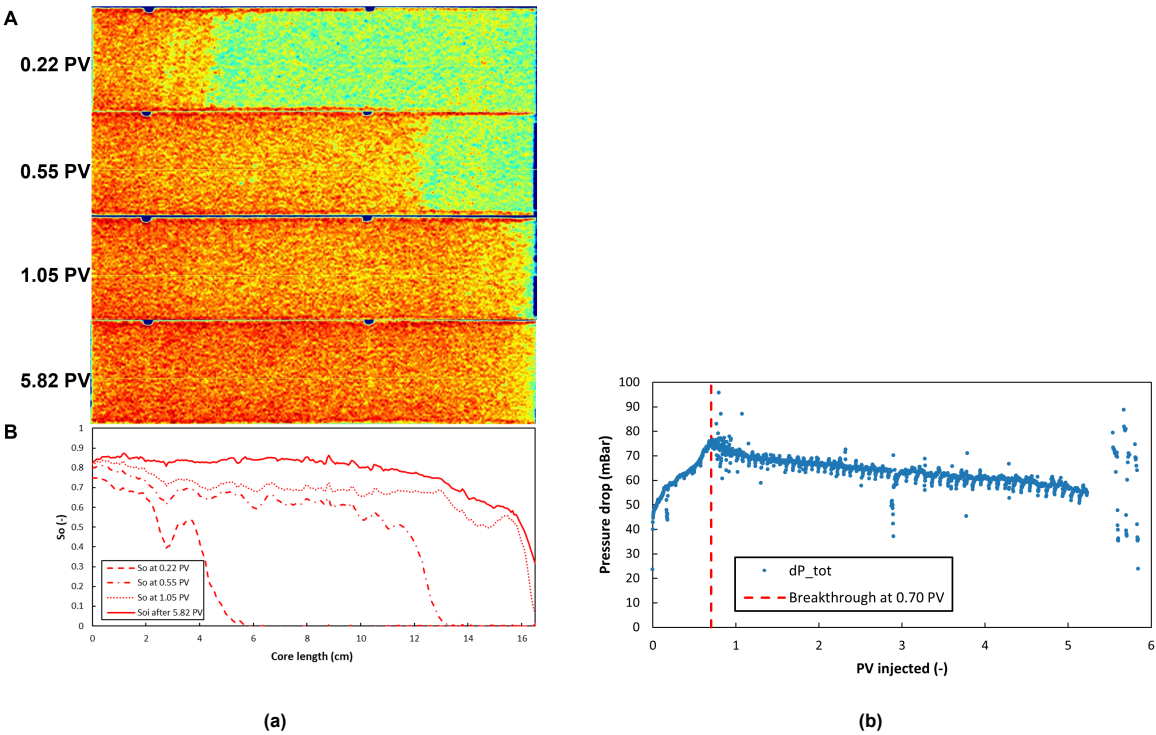 A
0.22 PV
0.55 PV
1.05 PV
5.82 PV
B
1
0.9
0.8
0.7
0.6
0.5
0.4
0.3
0.2
0.1
0
So (-)
So at 0.22 PV
So at 0.55 PV
So at 1.05 PV
Soi after 5.82 PV
0 2 4 6 8 10 12 14 16
Core length (cm)
(a)
100
90
80
70
60
50
40
30
20
10
0
Pressure drop (mBar)
dP_tot
Breakthrough at 0.70 PV
0 1 2 3 4 5 6
PV injected (-)
(b)